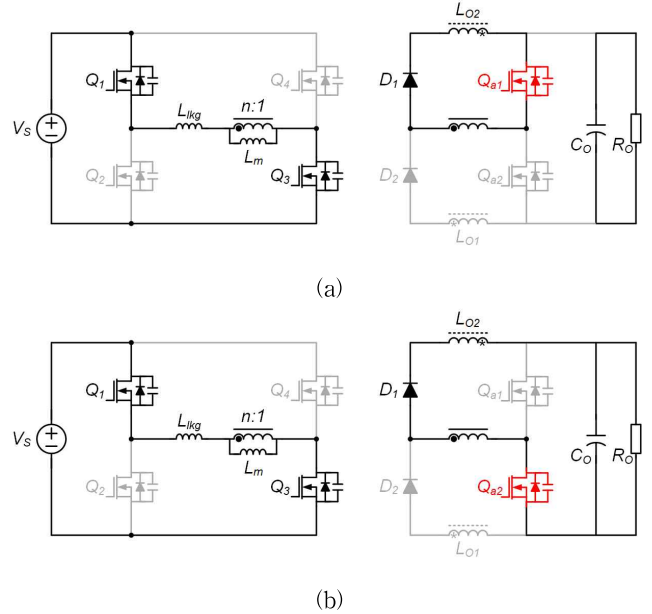 L_O2
Q_1
Q_4
D_1
Q_a1
L_lkg
n:1
V_S
C_O
R_O
L_m
Q_2
Q_3
D_2
Q_a2
L_O1
(a)
L_O2
Q_1
Q_4
D_1
Q_a1
L_lkg
n:1
V_S
C_O
R_O
L_m
Q_2
Q_3
D_2
Q_a2
L_O1
(b)